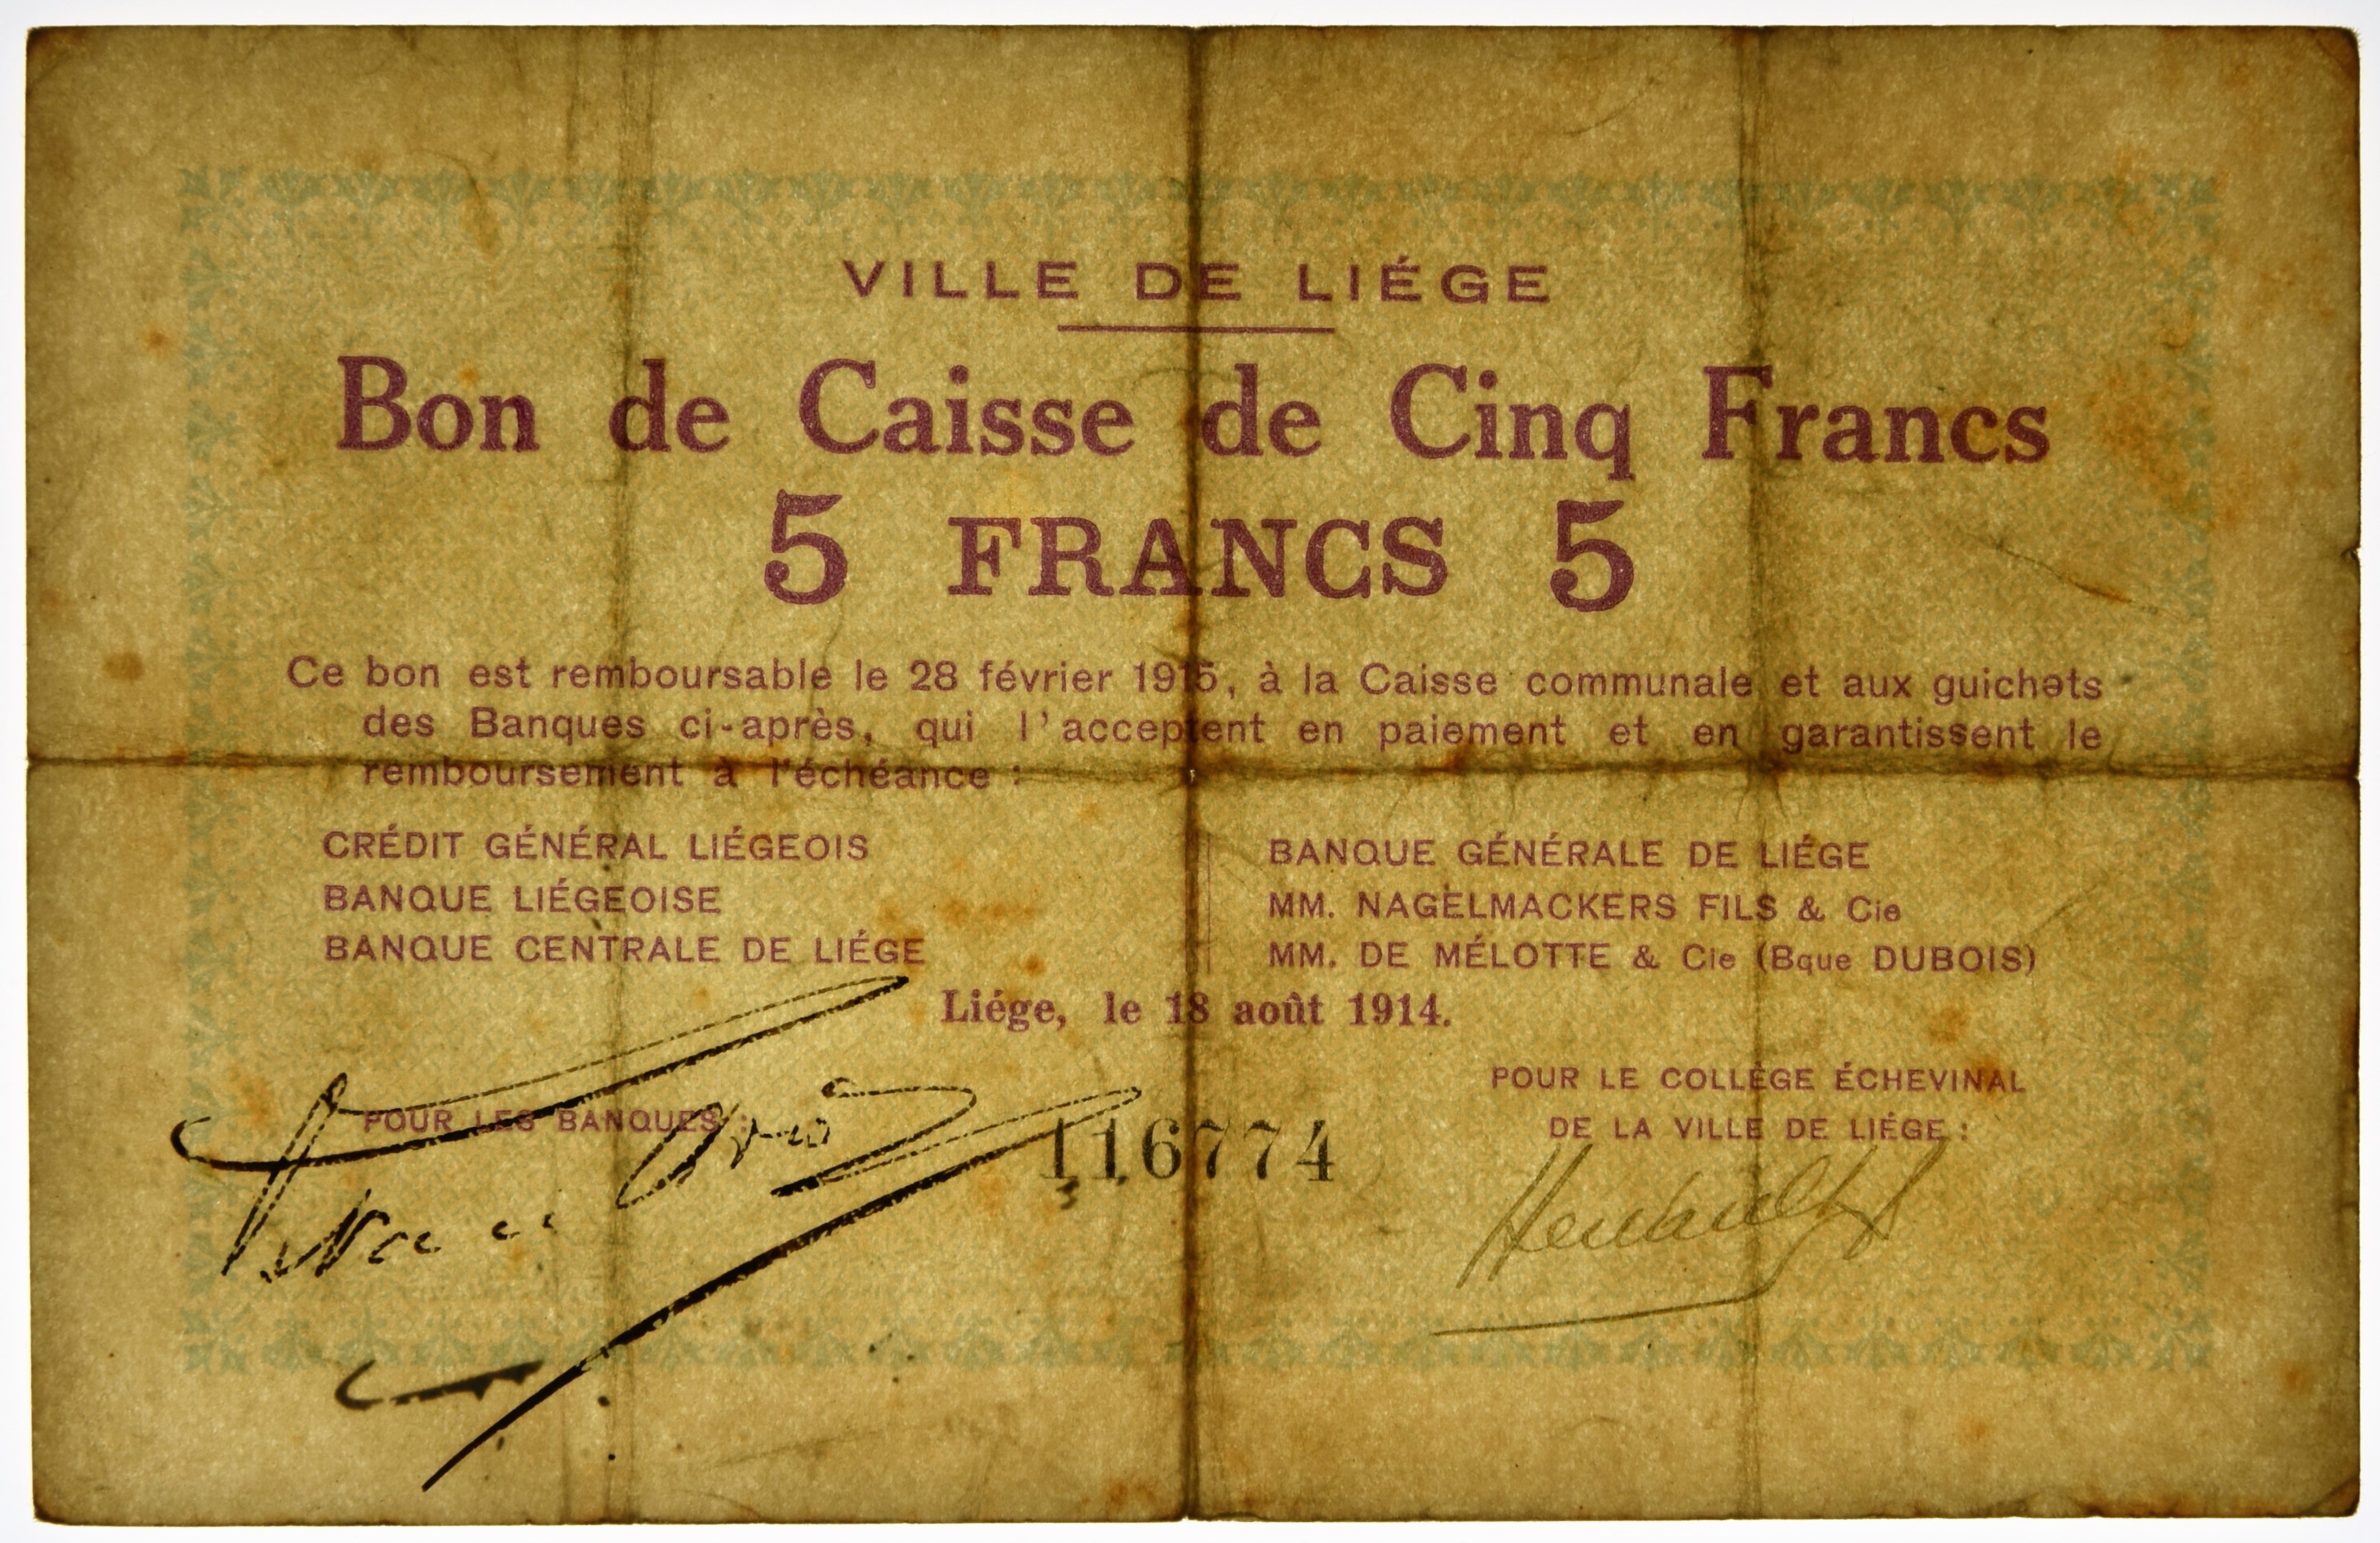 VILLE DE LIÉGE
Bon de Caisse de Cinq Francs
5 FRANCS 5
Ce bon est remboursable le 28 février 1915, à la Caisse communale et aux guichets
des Banques ci-après, qui l'acceptent en paiement et en garantissent le
remboursement à l'échéance :
CRÉDIT GÉNÉRAL LIÉGEOIS
BANQUE LIÉGEOISE
BANQUE CENTRALE DE LIÉGE
BANQUE GÉNÉRALE DE LIÉGE
MM. NAGELMACKERS FILS & Cie
MM. DE MÉLOTTE & Cie (Bque DUBOIS)
Liége, le 18 août 1914.
POUR LES BANQUES :
116774
POUR LE COLLÈGE ÉCHEVINAL
DE LA VILLE DE LIÉGE :